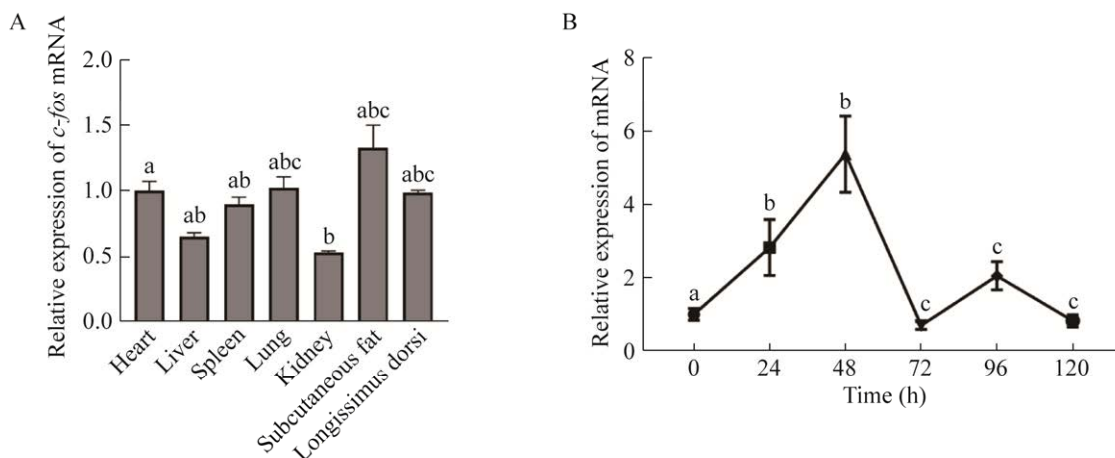 A
Relative expression of c-fos mRNA
2.0
1.5
1.0
0.5
0.0
a
ab
ab
abc
b
abc
abc
Heart
Liver
Spleen
Lung
Kidney
Subcutaneous fat
Longissimus dorsi
B
Relative expression of mRNA
8
6
4
2
0
a
b
b
c
c
c
0 24 48 72 96 120
Time (h)